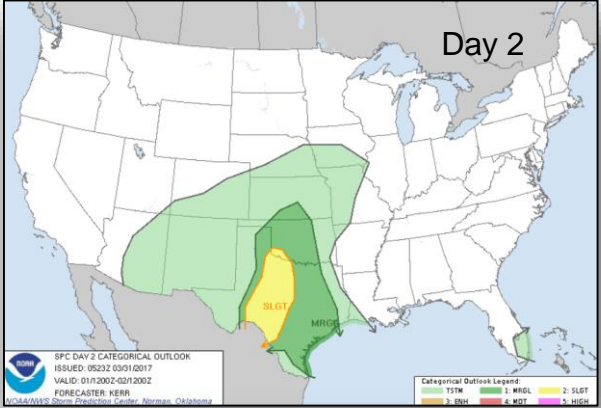 Day 2
SLGT
MRGL
NOAA
SPC DAY 2 CATEGORICAL OUTLOOK
ISSUED: 0523Z 03/31/2017
VALID: 01/1200Z-02/1200Z
FORECASTER: KERR
NOAA/NWS Storm Prediction Center, Norman, Oklahoma
Categorical Outlook Legend:
TSTM 1: MRGL 2: SLGT
3: ENH 4: MDT 5: HIGH